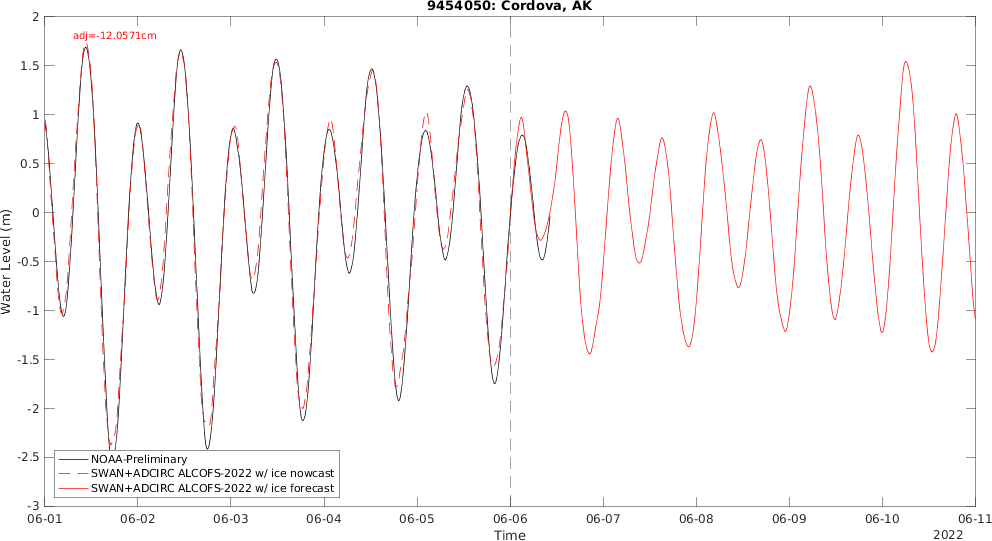 9454050: Cordova, AK
adj=-12.0571cm
2
1.5
1
0.5
0
-0.5
-1
-1.5
-2
-2.5
-3
Water Level (m)
NOAA-Preliminary
SWAN+ADCIRC ALCOFS-2022 w/ ice nowcast
SWAN+ADCIRC ALCOFS-2022 w/ ice forecast
06-01 06-02 06-03 06-04 06-05 06-06 06-07 06-08 06-09 06-10 06-11
Time
2022